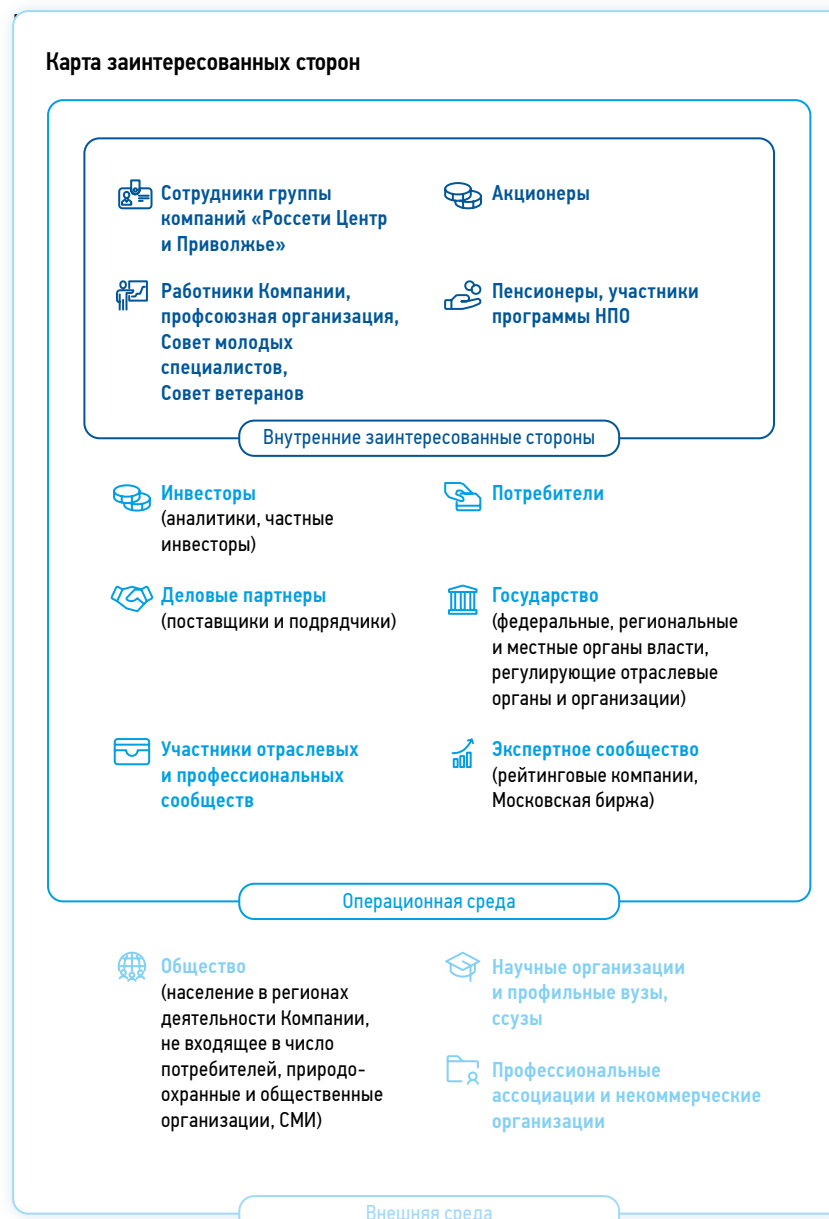 Карта заинтересованных сторон
Сотрудники группы
компаний «Россети Центр
и Приволжье»
Акционеры
Работники Компании,
профсоюзная организация,
Совет молодых
специалистов,
Совет ветеранов
Пенсионеры, участники
программы НПО
Внутренние заинтересованные стороны
Инвесторы
(аналитики, частные
инвесторы)
Потребители
Деловые партнеры
(поставщики и подрядчики)
Государство
(федеральные, региональные
и местные органы власти,
регулирующие отраслевые
органы и организации)
Участники отраслевых
и профессиональных
сообществ
Экспертное сообщество
(рейтинговые компании,
Московская биржа)
Операционная среда
Общество
(население в регионах
деятельности Компании,
не входящее в число
потребителей, природо-
охранные и общественные
организации, СМИ)
Научные организации
и профильные вузы,
ссузы
Профессиональные
ассоциации и некоммерческие
организации
Внешняя среда